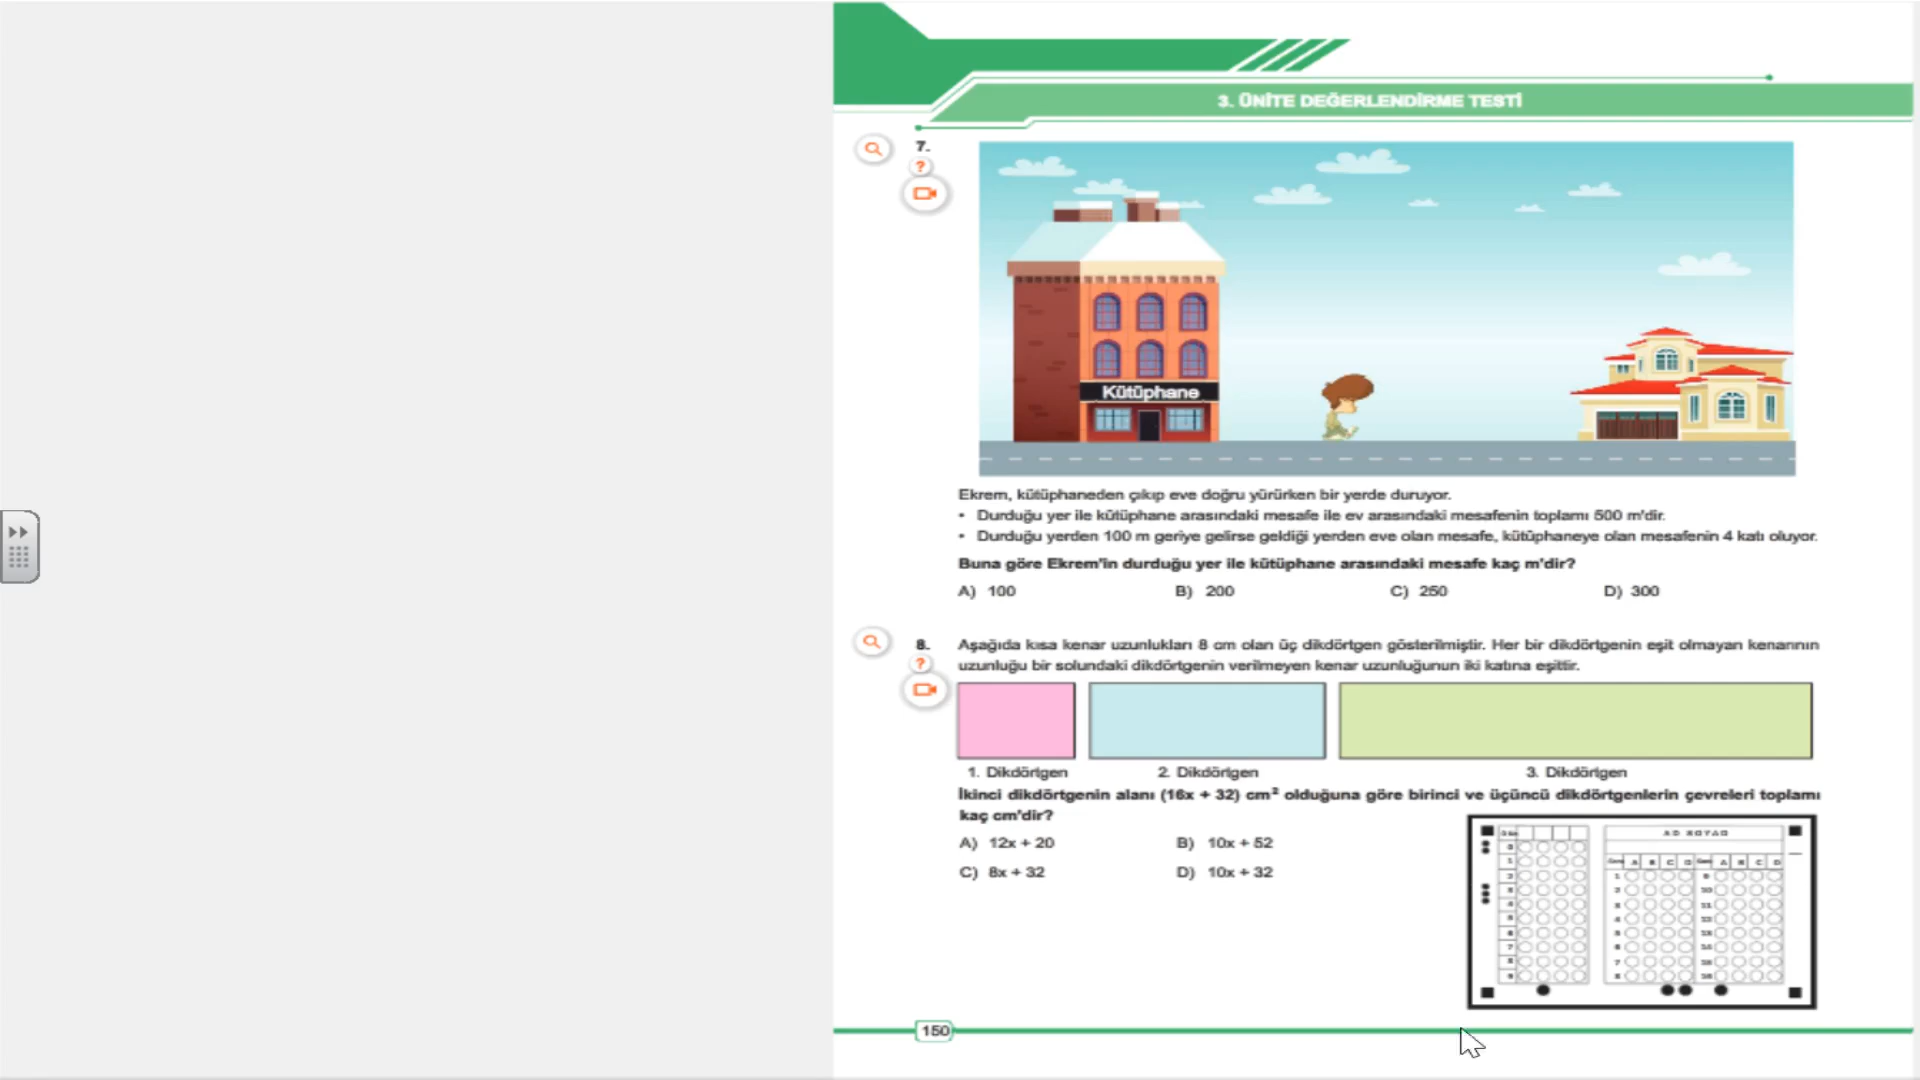 3. ÜNİTE DEĞERLENDİRME TESTİ
7.
?
Kütüphane
Ekrem, kütüphaneden çıkıp eve doğru yürürken bir yerde duruyor.
• Durduğu yer ile kütüphane arasındaki mesafe ile ev arasındaki mesafenin toplamı 500 m'dir.
• Durduğu yerden 100 m geriye gelirse geldiği yerden eve olan mesafe, kütüphaneye olan mesafenin 4 katı oluyor.
Buna göre Ekrem'in durduğu yer ile kütüphane arasındaki mesafe kaç m'dir?
A) 100 B) 200 C) 250 D) 300
8. Aşağıda kısa kenar uzunlukları 8 cm olan üç dikdörtgen gösterilmiştir. Her bir dikdörtgenin eşit olmayan kenarının
?
uzunluğu bir solundaki dikdörtgenin verilmeyen kenar uzunluğunun iki katına eşittir.
1. Dikdörtgen 2. Dikdörtgen 3. Dikdörtgen
İkinci dikdörtgenin alanı (16x + 32) cm² olduğuna göre birinci ve üçüncü dikdörtgenlerin çevreleri toplamı
kaç cm'dir?
A) 12x + 20 B) 10x + 52
C) 8x + 32 D) 10x + 32
AD SOYAD
A B C D A B C D
150